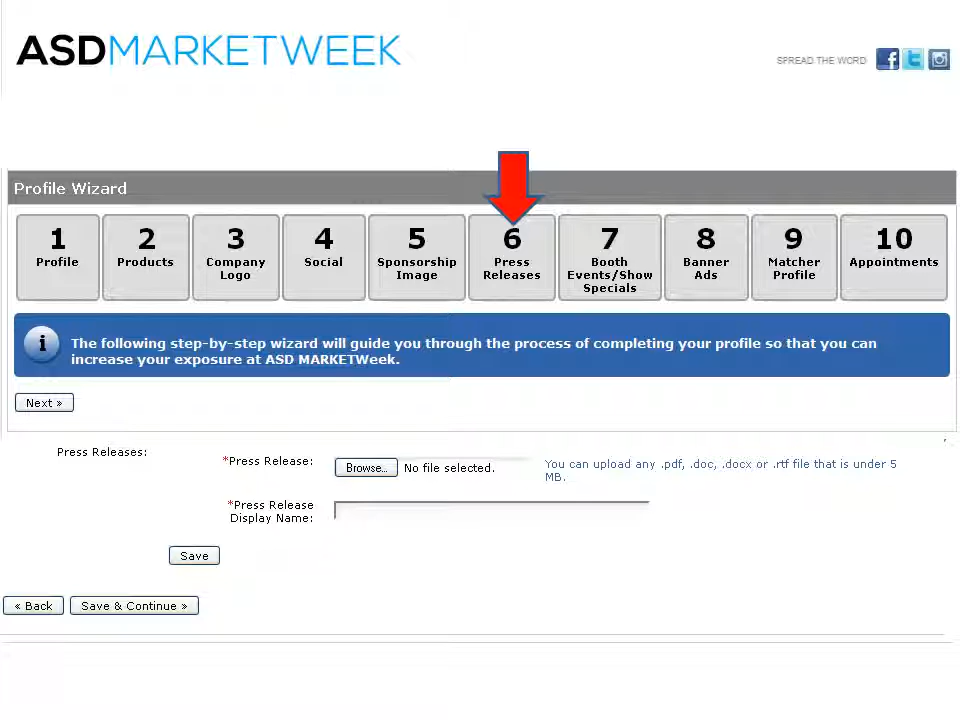 ASDMARKETWEEK
SPREAD THE WORD
Profile Wizard
1
Profile
2
Products
3
Company
Logo
4
Social
5
Sponsorship
Image
6
Press
Releases
7
Booth
Events/Show
Specials
8
Banner
Ads
9
Matcher
Profile
10
Appointments
The following step-by-step wizard will guide you through the process of completing your profile so that you can
increase your exposure at ASD MARKETWeek.
Next »
Press Releases:
*Press Release:
Browse... No file selected.
You can upload any .pdf, .doc, .docx or .rtf file that is under 5
MB.
*Press Release
Display Name:
Save
« Back
Save & Continue »